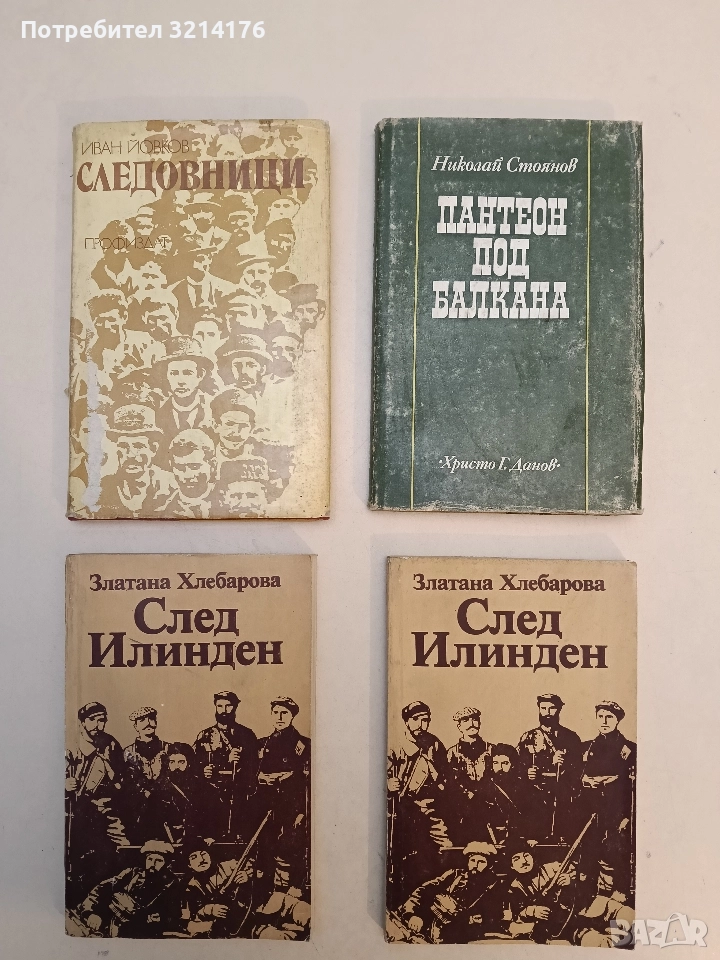 Потребител 3214176
ИВАН ЙОВКОВ
СЛЕДОВНИЦИ
ПРОФИЗДАТ
Николай Стоянов
ПАНТЕОН
ПОД
БАЛКАНА
·Христо Г. Данов·
Златана Хлебарова
След
Илинден
Златана Хлебарова
След
Илинден
BAZAR